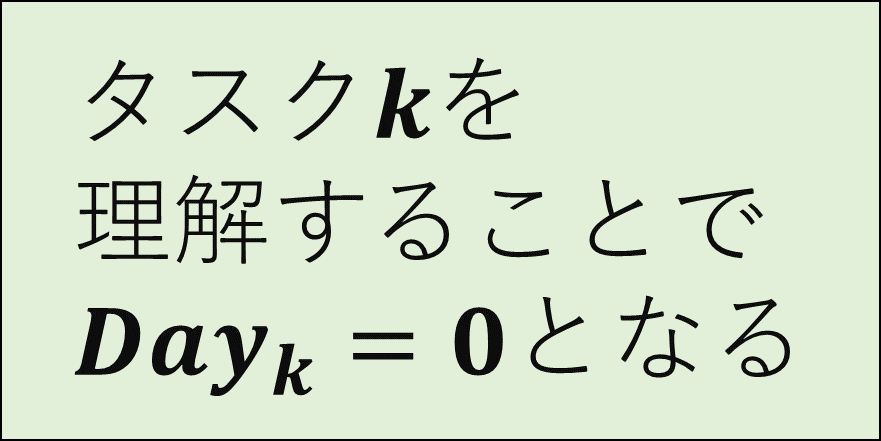 タスクkを
理解することで
Day_k = 0となる